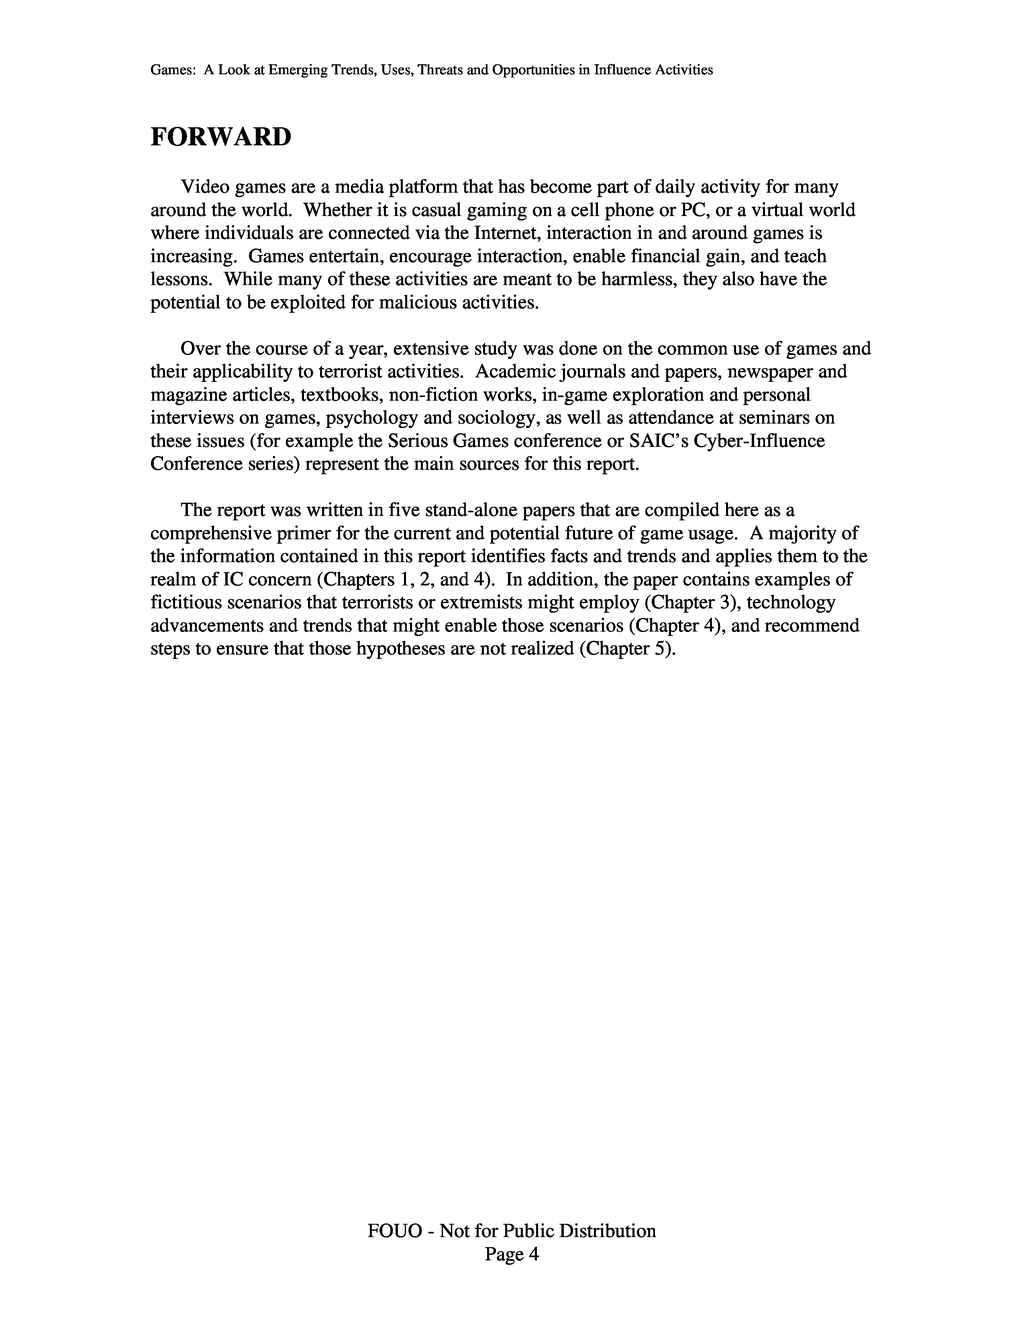 Games:  A Look at Emerging Trends, Uses, Threats and Opportunities in Influence Activities
FORWARD
Video games are a media platform that has become part of daily activity for many
around the world.  Whether it is casual gaming on a cell phone or PC, or a virtual world
where individuals are connected via the Internet, interaction in and around games is
increasing.  Games entertain, encourage interaction, enable financial gain, and teach
lessons.  While many of these activities are meant to be harmless, they also have the
potential to be exploited for malicious activities.
Over the course of a year, extensive study was done on the common use of games and
their applicability to terrorist activities.  Academic journals and papers, newspaper and
magazine articles, textbooks, non-fiction works, in-game exploration and personal
interviews on games, psychology and sociology, as well as attendance at seminars on
these issues (for example the Serious Games conference or SAIC’s Cyber-Influence
Conference series) represent the main sources for this report.
The report was written in five stand-alone papers that are compiled here as a
comprehensive primer for the current and potential future of game usage.  A majority of
the information contained in this report identifies facts and trends and applies them to the
realm of IC concern (Chapters 1, 2, and 4).  In addition, the paper contains examples of
fictitious scenarios that terrorists or extremists might employ (Chapter 3), technology
advancements and trends that might enable those scenarios (Chapter 4), and recommend
steps to ensure that those hypotheses are not realized (Chapter 5).
FOUO - Not for Public Distribution
Page 4